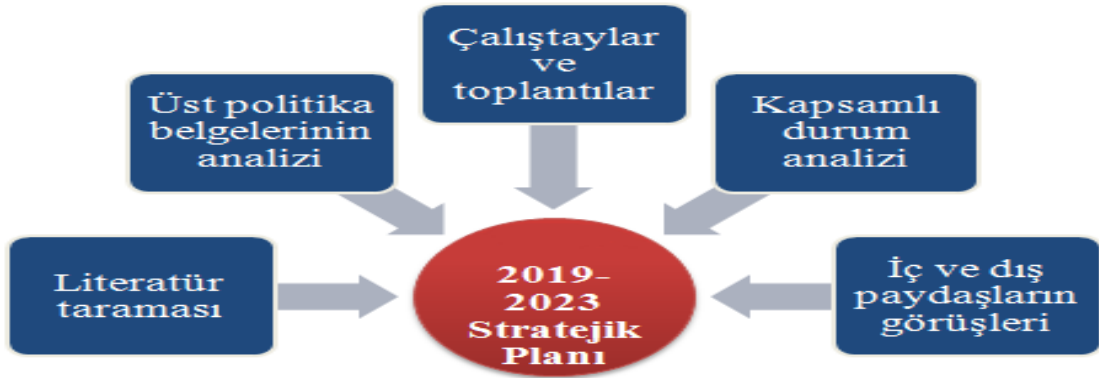 Çalıştaylar
ve
toplantılar
Üst politika
belgelerinin
analizi
Kapsamlı
durum
analizi
Literatür
taraması
2019-
2023
Stratejik
Planı
İç ve dış
paydaşların
görüşleri